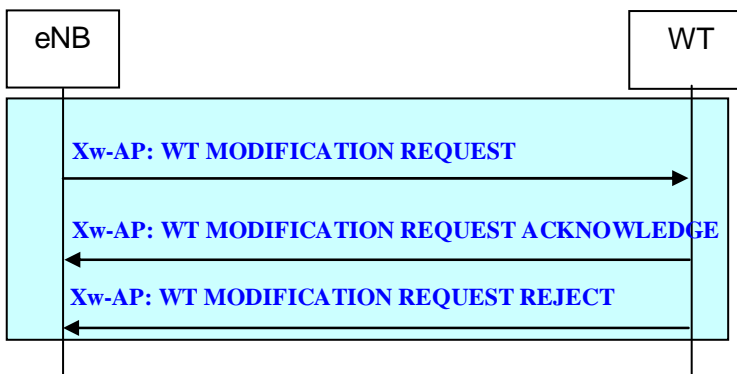 eNB
WT
Xw-AP: WT MODIFICATION REQUEST
Xw-AP: WT MODIFICATION REQUEST ACKNOWLEDGE
Xw-AP: WT MODIFICATION REQUEST REJECT